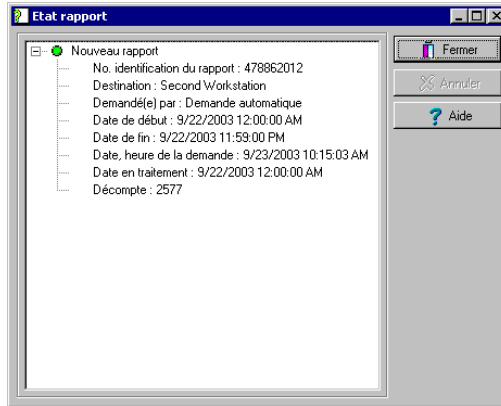 Etat rapport
Nouveau rapport
No. identification du rapport : 478862012
Destination : Second Workstation
Demandé(e) par : Demande automatique
Date de début : 9/22/2003 12:00:00 AM
Date de fin : 9/22/2003 11:59:00 PM
Date, heure de la demande : 9/23/2003 10:15:03 AM
Date en traitement : 9/22/2003 12:00:00 AM
Décompte : 2577
Fermer
Annuler
Aide